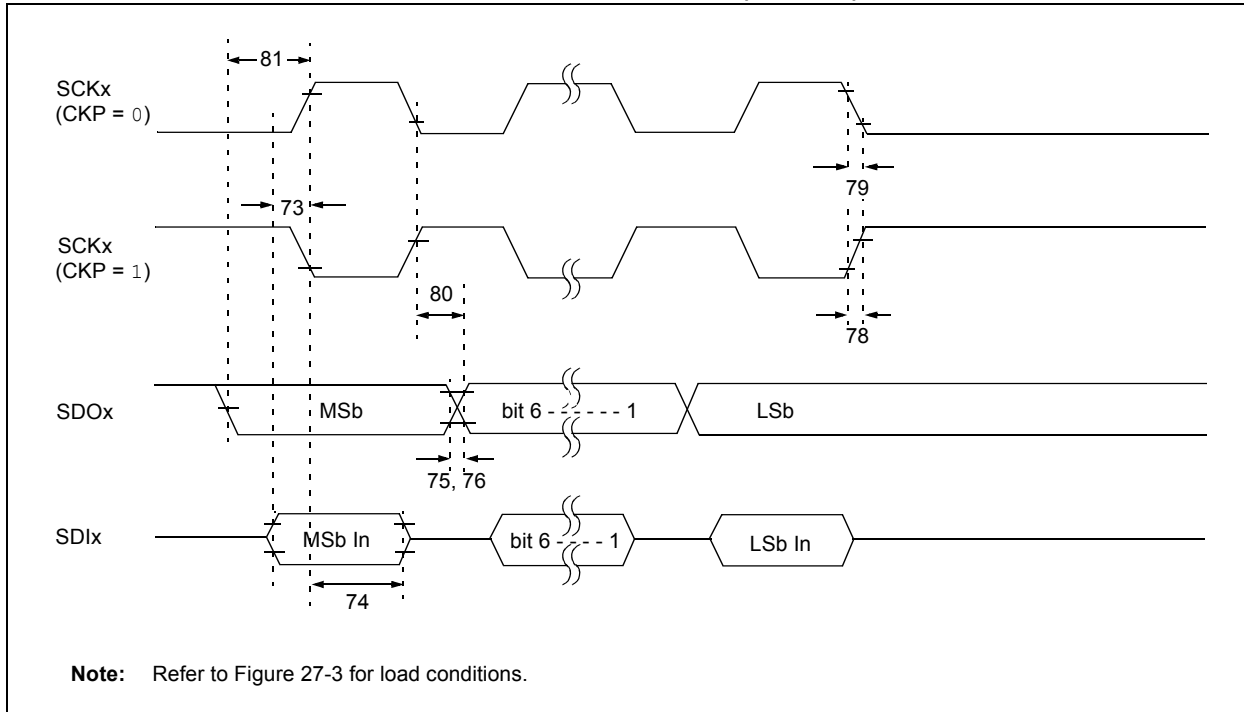 81
SCKx
(CKP = 0)
79
73
SCKx
(CKP = 1)
80
78
SDOx
MSb
bit 6 - - - - - - 1
LSb
75, 76
SDIx
MSb In
bit 6 - - - - 1
LSb In
74
Note: Refer to Figure 27-3 for load conditions.